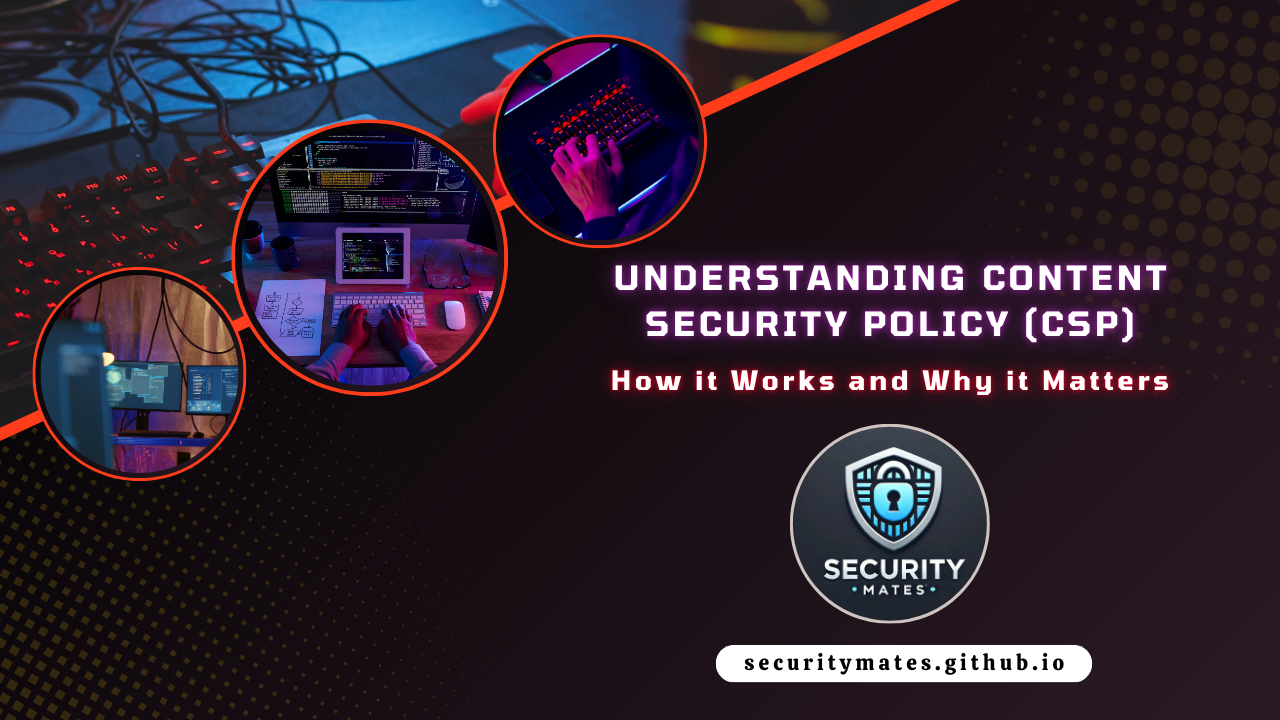 UNDERSTANDING CONTENT
SECURITY POLICY (CSP)
How it Works and Why it Matters
SECURITY
• MATES •
securitymates.github.io